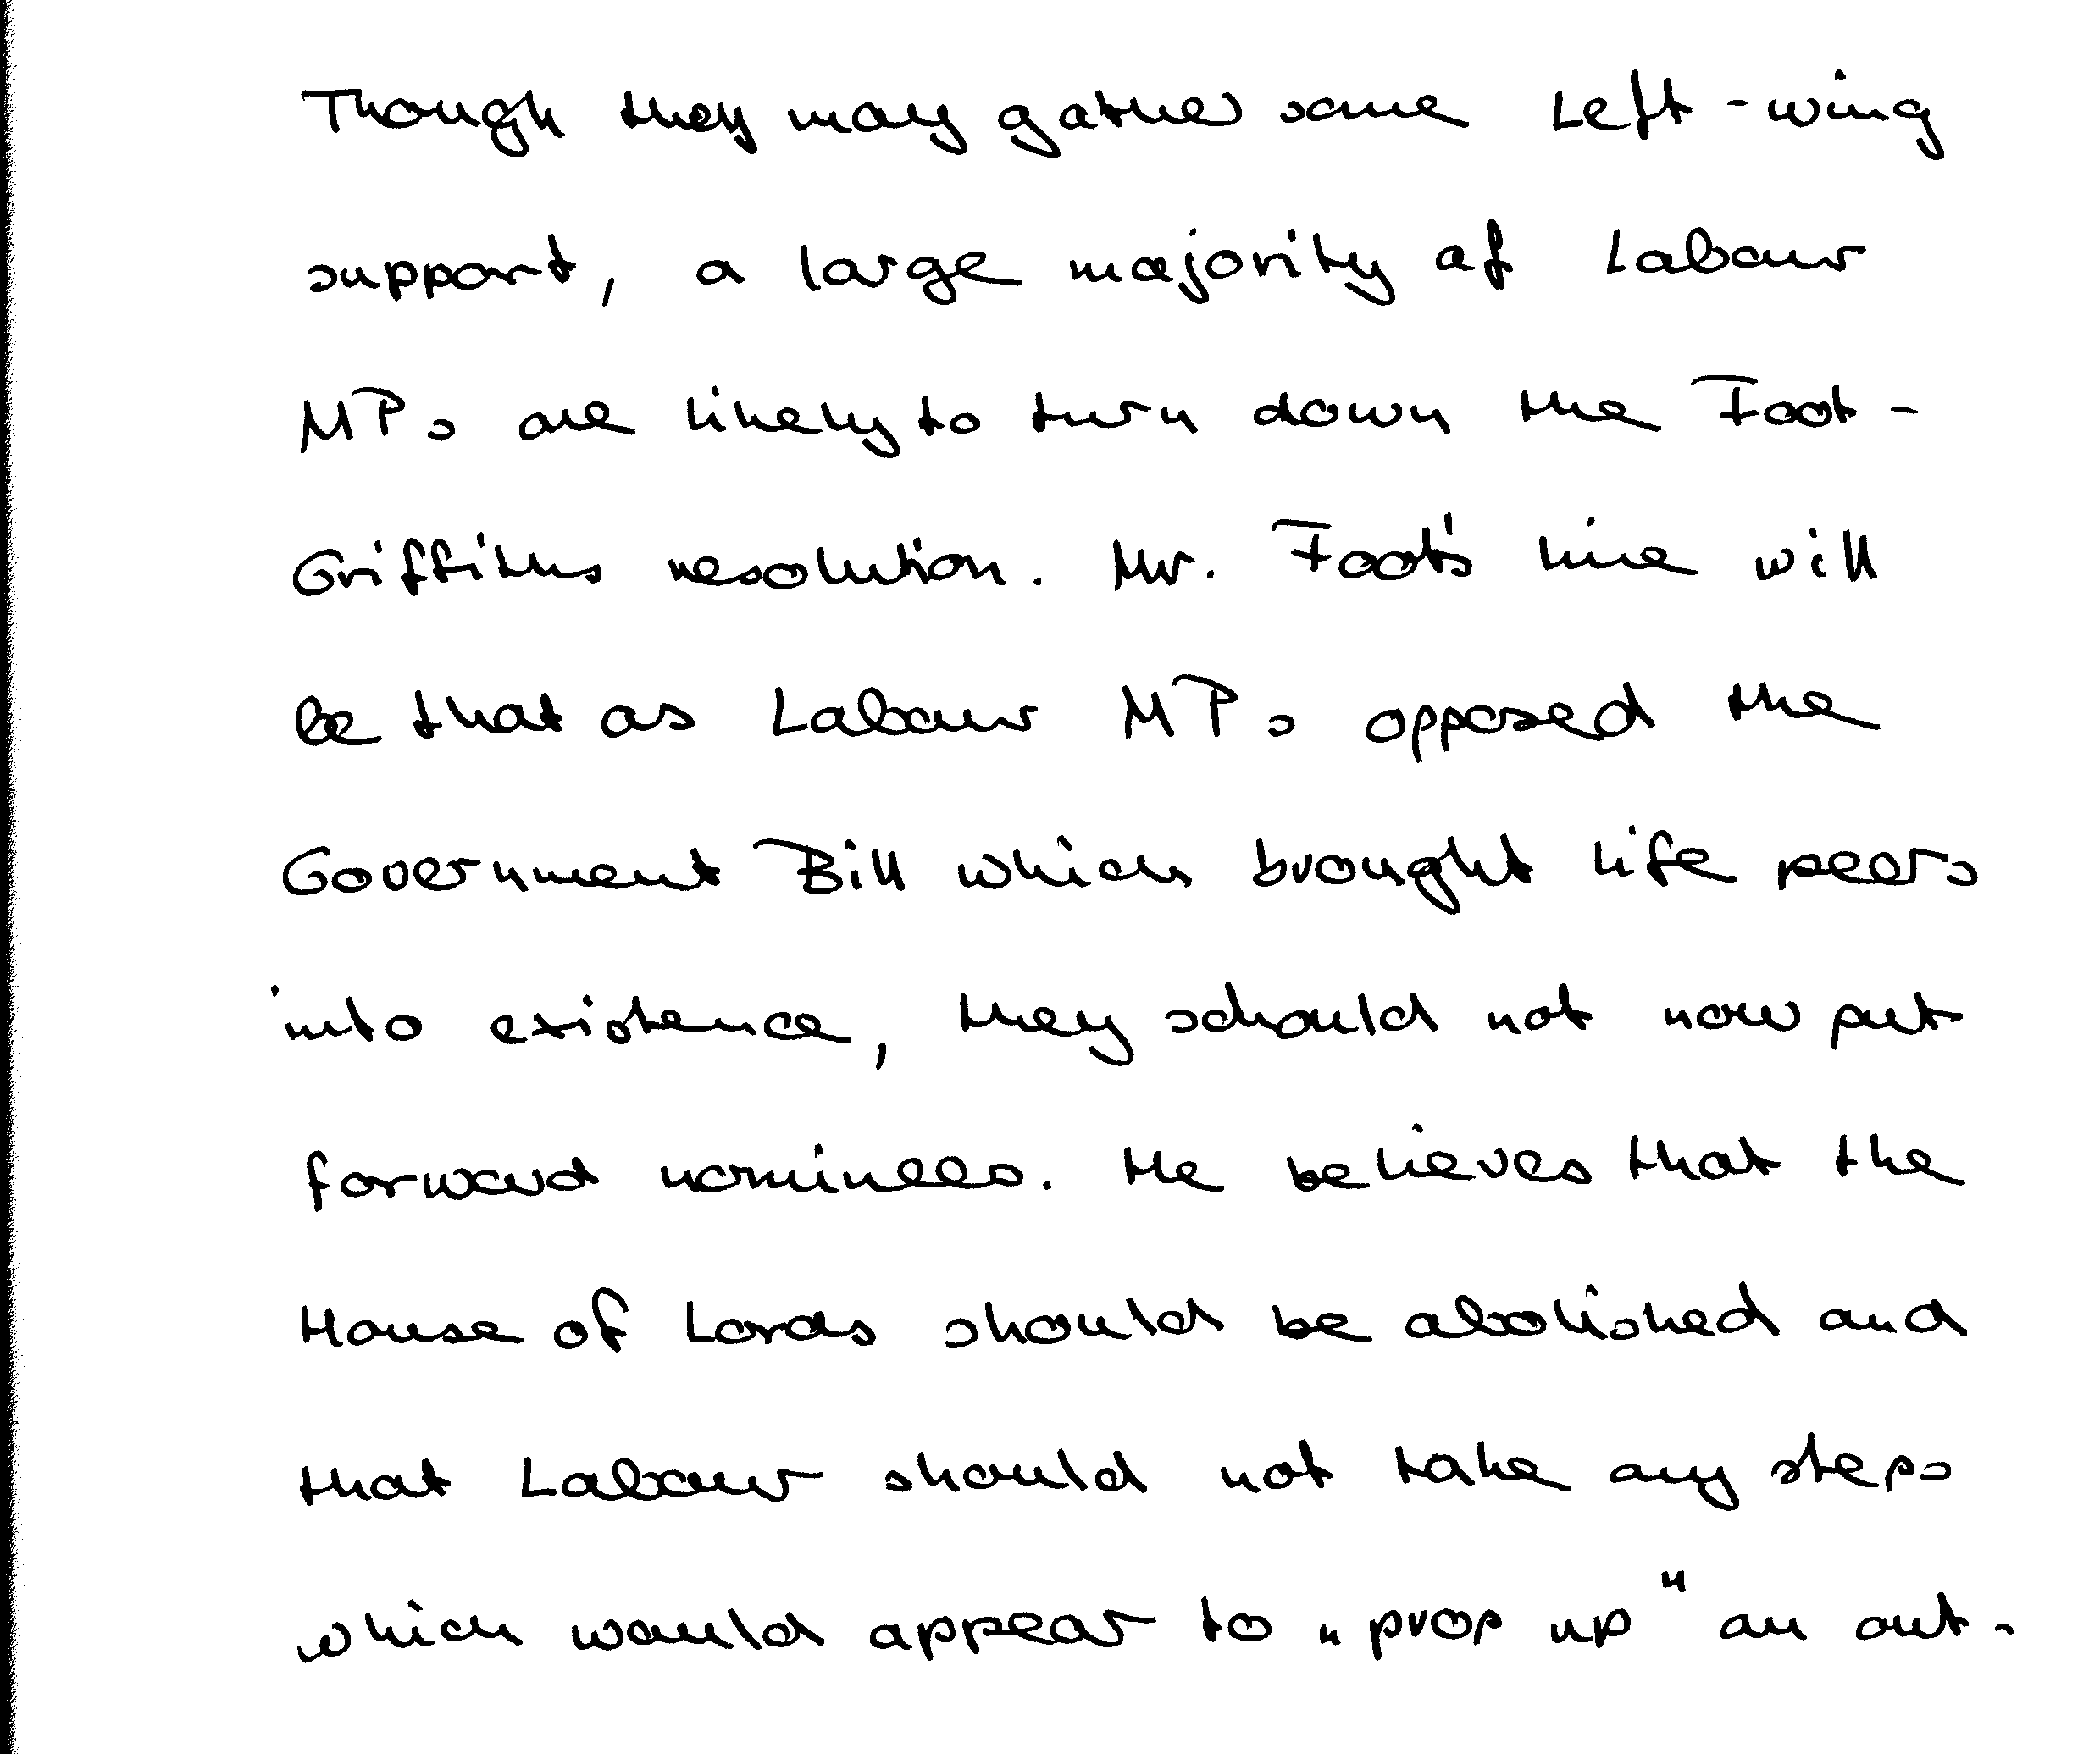 Though they may gather some Left-wing
support, a large majority of Labour
MPs are likely to turn down the Foot-
Griffiths resolution. Mr. Foot's line will
be that as Labour MPs opposed the
Government Bill which brought life peers
into existence, they should not now put
forward nominees. He believes that the
House of Lords should be abolished and
that Labour should not take any steps
which would appear to „prop up" an out-